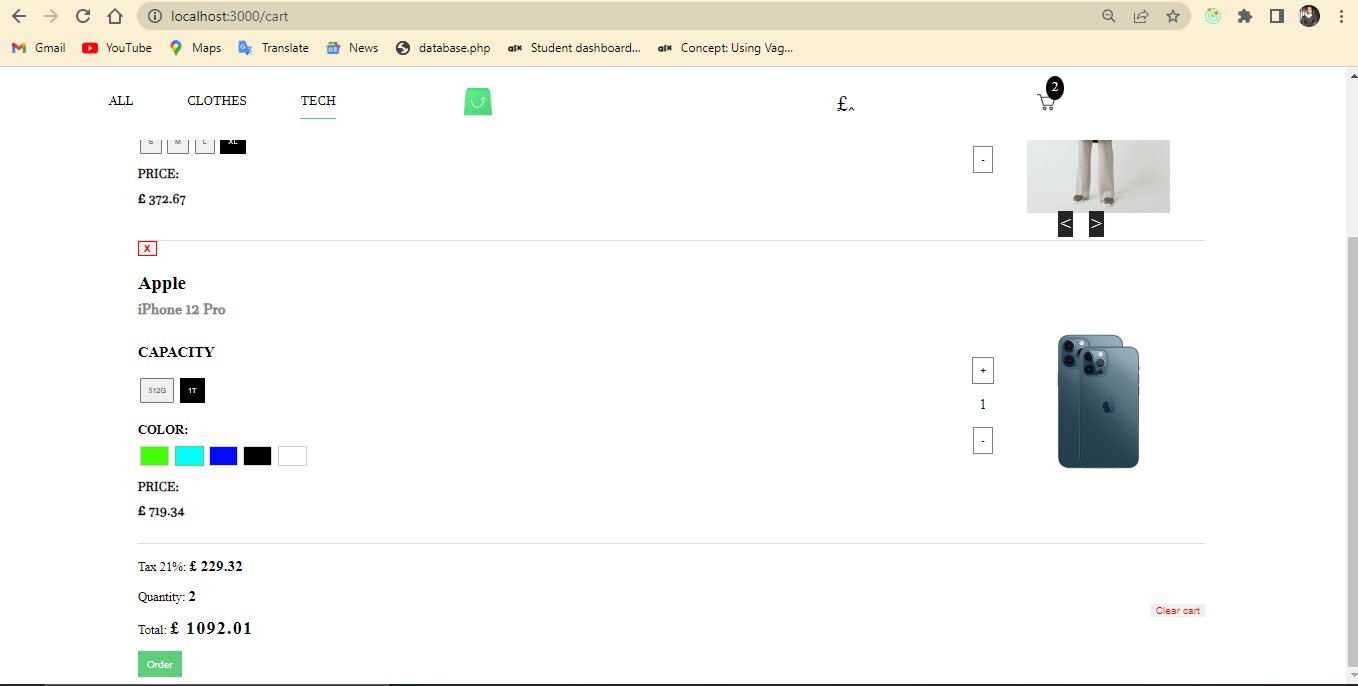 localhost:3000/cart
Gmail YouTube Maps Translate News database.php Student dashboard... Concept: Using Vag...
ALL CLOTHES TECH £ 2
S M L XL
-
PRICE:
£ 372.67
< >
X
Apple
iPhone 12 Pro
CAPACITY
+
512G 1T
1
COLOR:
-
PRICE:
£ 719.34
Tax 21%: £ 229.32
Quantity: 2
Clear cart
Total: £ 1092.01
Order